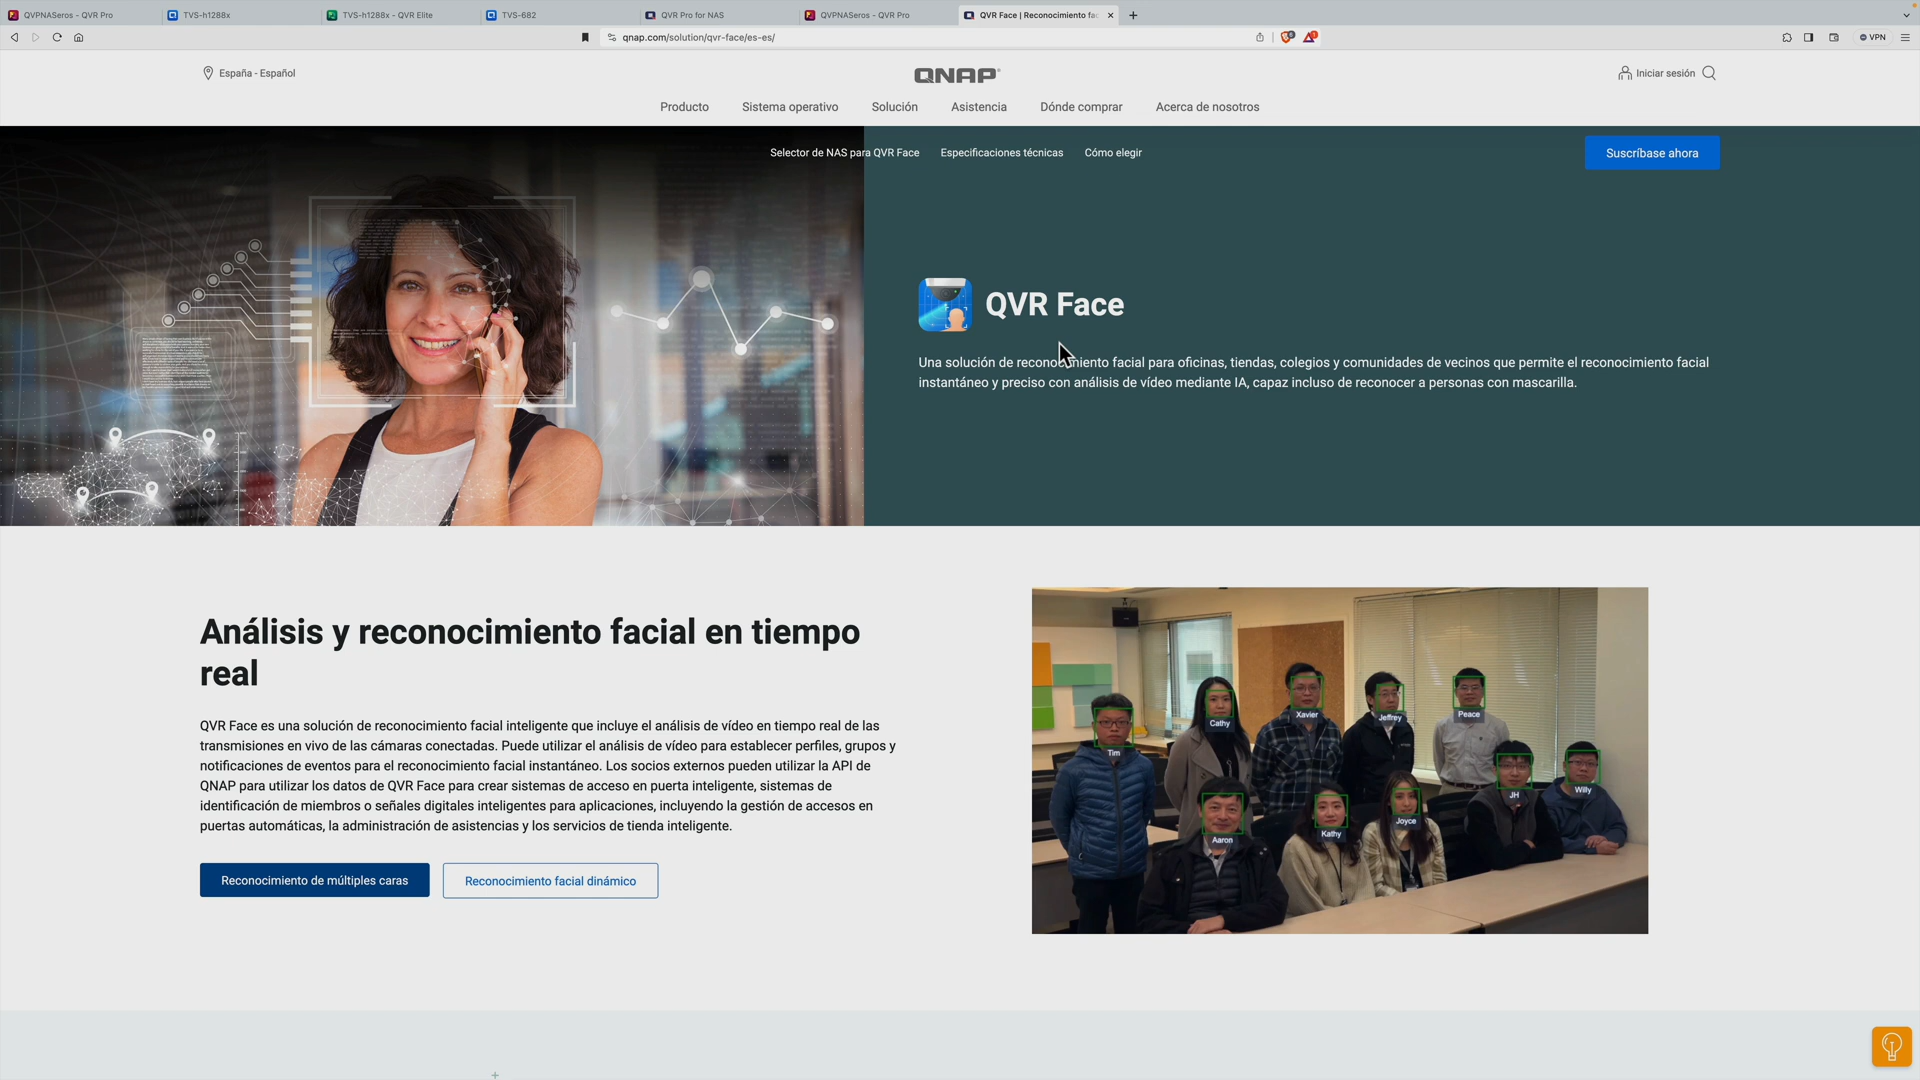 QVPNASeros - QVR Pro
TVS-h1288x
TVS-h1288x - QVR Elite
TVS-682
QVR Pro for NAS
QVPNASeros - QVR Pro
QVR Face | Reconocimiento fac
qnap.com/solution/qvr-face/es-es/
VPN
España - Español
QNAP
Iniciar sesión
Producto
Sistema operativo
Solución
Asistencia
Dónde comprar
Acerca de nosotros
Selector de NAS para QVR Face
Especificaciones técnicas
Cómo elegir
Suscríbase ahora
QVR Face
Una solución de reconocimiento facial para oficinas, tiendas, colegios y comunidades de vecinos que permite el reconocimiento facial
instantáneo y preciso con análisis de vídeo mediante IA, capaz incluso de reconocer a personas con mascarilla.
Análisis y reconocimiento facial en tiempo
real
QVR Face es una solución de reconocimiento facial inteligente que incluye el análisis de vídeo en tiempo real de las
transmisiones en vivo de las cámaras conectadas. Puede utilizar el análisis de vídeo para establecer perfiles, grupos y
notificaciones de eventos para el reconocimiento facial instantáneo. Los socios externos pueden utilizar la API de
QNAP para utilizar los datos de QVR Face para crear sistemas de acceso en puerta inteligente, sistemas de
identificación de miembros o señales digitales inteligentes para aplicaciones, incluyendo la gestión de accesos en
puertas automáticas, la administración de asistencias y los servicios de tienda inteligente.
Reconocimiento de múltiples caras
Reconocimiento facial dinámico
Tim
Cathy
Xavier
Jeffrey
Peace
JH
Willy
Aaron
Kathy
Joyce